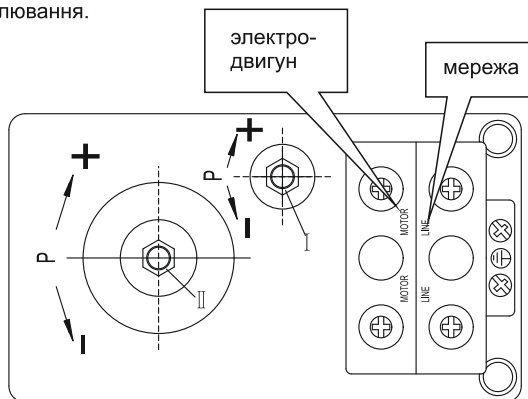 лювання.
электро-
двигун
мережа
+
+
P
P
-
-
I
II
MOTOR
LINE
MOTOR
LINE